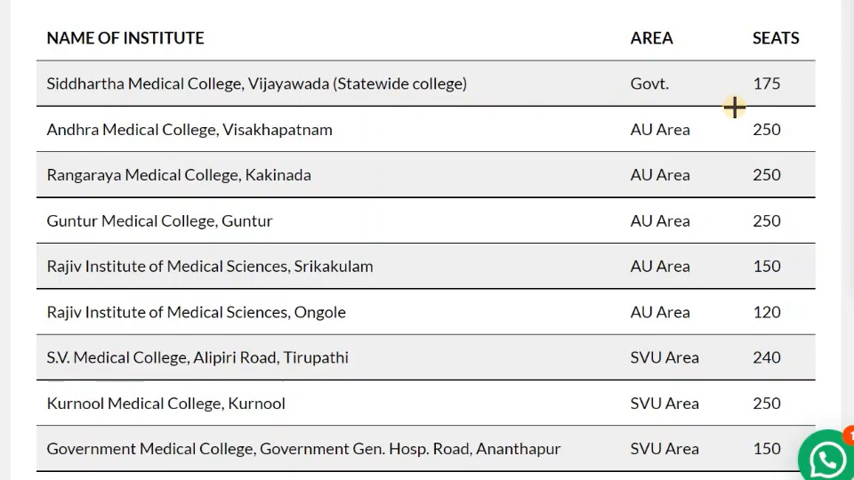 NAME OF INSTITUTE AREA SEATS
Siddhartha Medical College, Vijayawada (Statewide college) Govt. 175
Andhra Medical College, Visakhapatnam AU Area 250
Rangaraya Medical College, Kakinada AU Area 250
Guntur Medical College, Guntur AU Area 250
Rajiv Institute of Medical Sciences, Srikakulam AU Area 150
Rajiv Institute of Medical Sciences, Ongole AU Area 120
S.V. Medical College, Alipiri Road, Tirupathi SVU Area 240
Kurnool Medical College, Kurnool SVU Area 250
Government Medical College, Government Gen. Hosp. Road, Ananthapur SVU Area 150